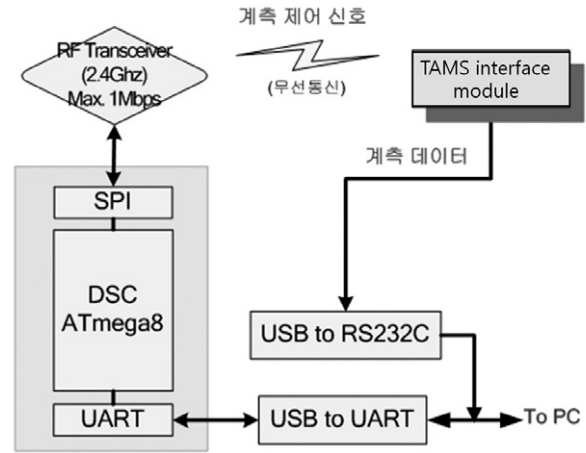 계측 제어 신호
RF Transceiver
(2.4Ghz)
Max. 1Mbps
(무선통신)
TAMS interface
module
계측 데이터
SPI
DSC
ATmega8
USB to RS232C
UART
USB to UART
To PC